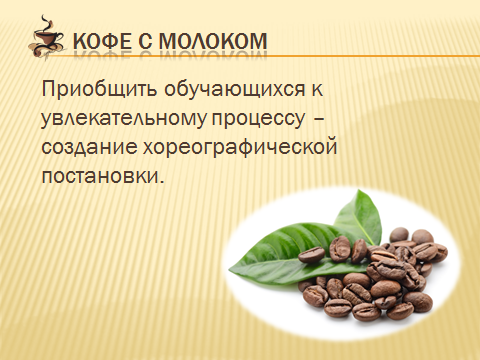 КОФЕ С МОЛОКОМ
Приобщить обучающихся к
увлекательному процессу –
создание хореографической
постановки.